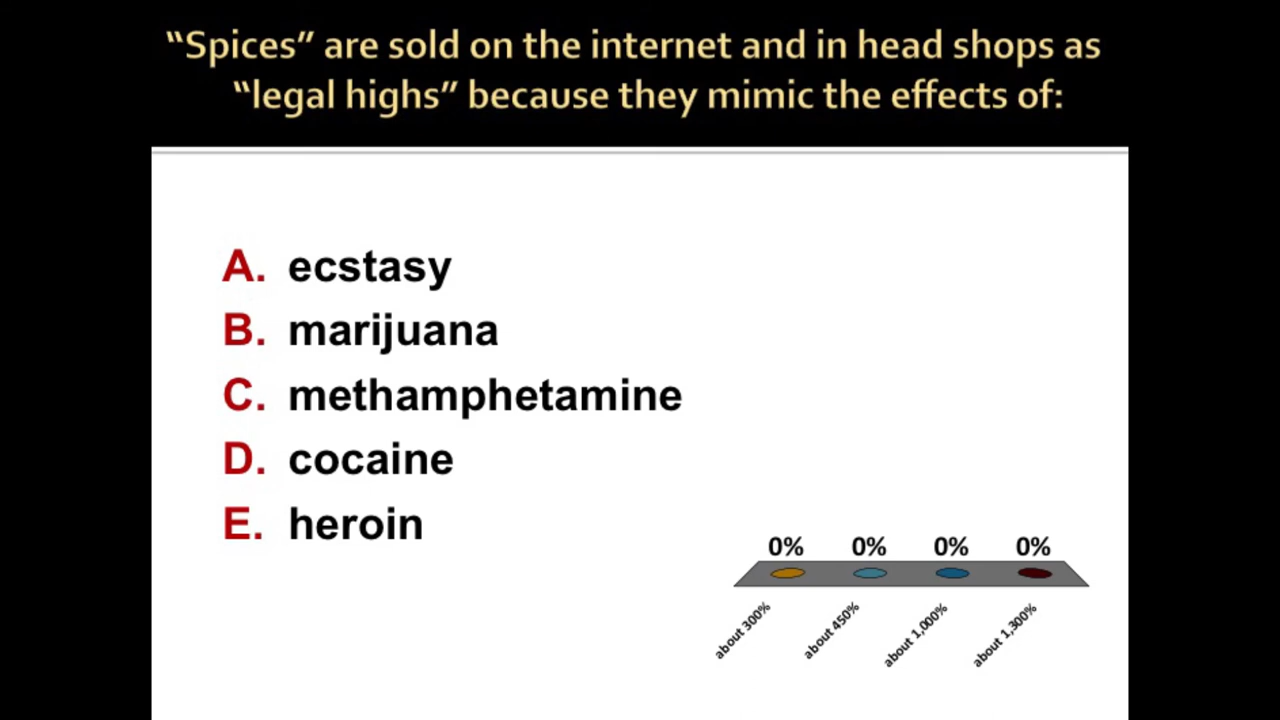 “Spices” are sold on the internet and in head shops as
“legal highs” because they mimic the effects of:
A. ecstasy
B. marijuana
C. methamphetamine
D. cocaine
E. heroin
0% 0% 0% 0%
about 300% about 450% about 1,000% about 1,300%